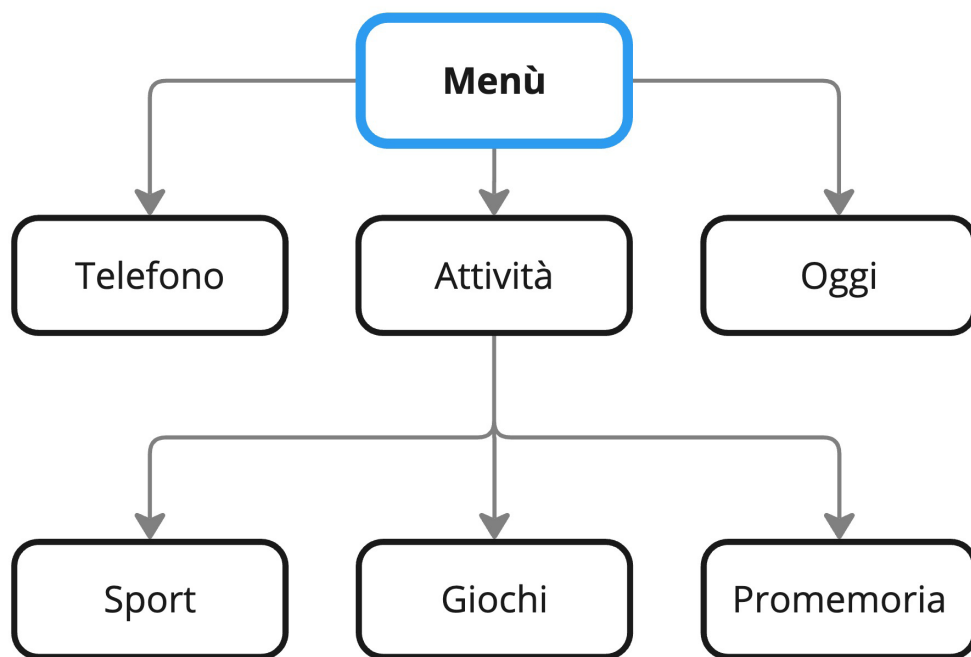 Menù
Telefono
Attività
Oggi
Sport
Giochi
Promemoria